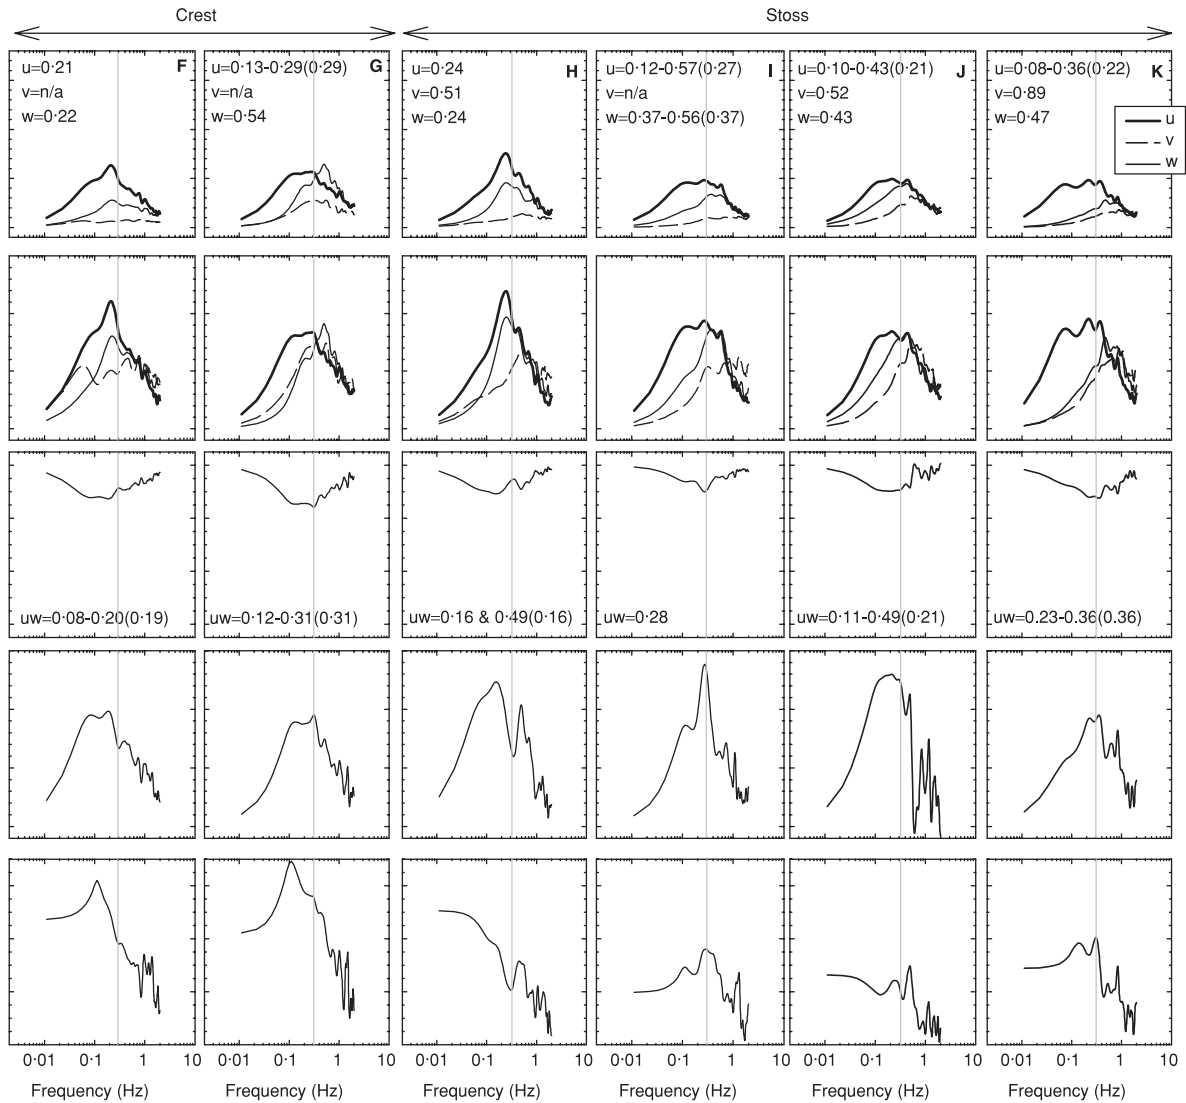 Crest Stoss
u=0·21 F
v=n/a
w=0·22
u=0·13-0·29(0·29) G
v=n/a
w=0·54
u=0·24 H
v=0·51
w=0·24
u=0·12-0·57(0·27) I
v=n/a
w=0·37-0·56(0·37)
u=0·10-0·43(0·21) J
v=0·52
w=0·43
u=0·08-0·36(0·22) K
v=0·89
w=0·47
u
v
w
uw=0·08-0·20(0·19) uw=0·12-0·31(0·31) uw=0·16 & 0·49(0·16) uw=0·28 uw=0·11-0·49(0·21) uw=0.23-0·36(0·36)
0·01 0·1 1 10 0·01 0·1 1 10 0·01 0·1 1 10 0·01 0·1 1 10 0·01 0·1 1 10 0·01 0·1 1 10
Frequency (Hz) Frequency (Hz) Frequency (Hz) Frequency (Hz) Frequency (Hz) Frequency (Hz)